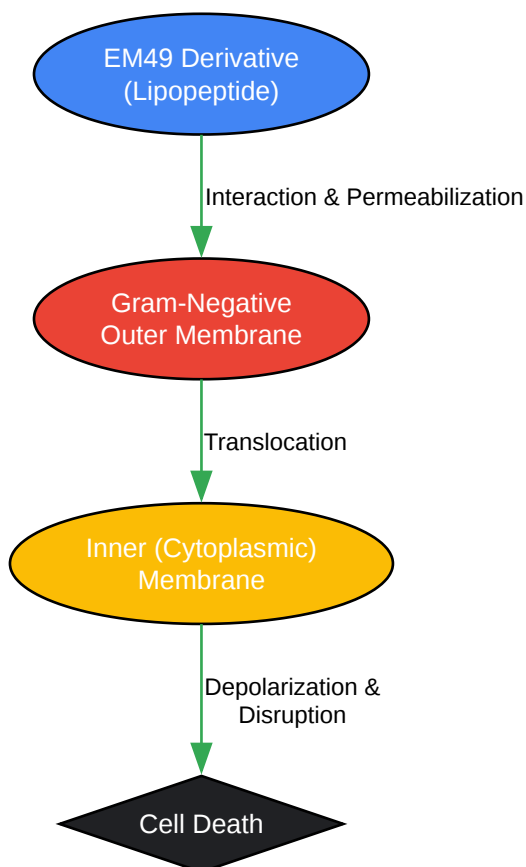 EM49 Derivative
(Lipopeptide)
Interaction & Permeabilization
Gram-Negative
Outer Membrane
Translocation
Inner (Cytoplasmic)
Membrane
Depolarization &
Disruption
Cell Death